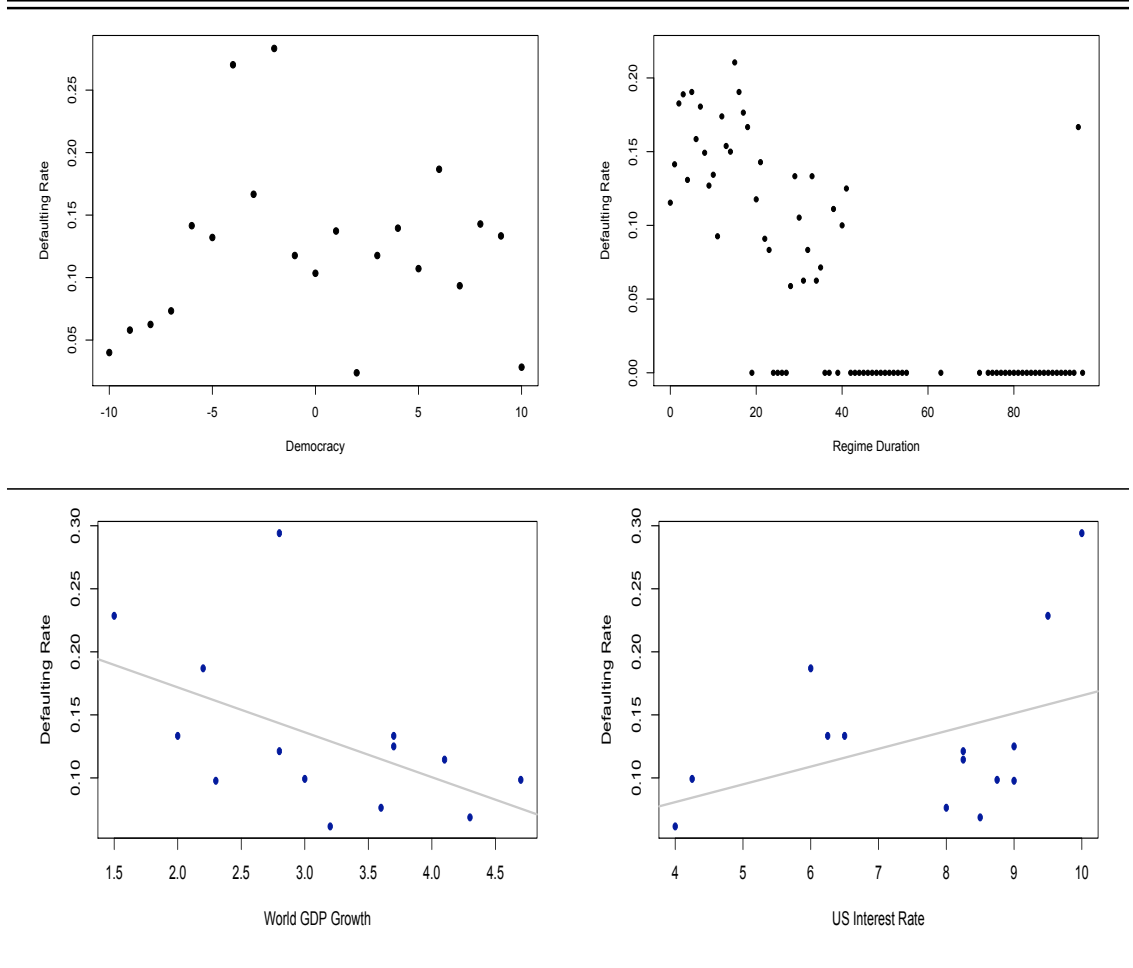 Defaulting Rate
0.05 0.10 0.15 0.20 0.25
-10 -5 0 5 10
Democracy
Defaulting Rate
0.00 0.05 0.10 0.15 0.20
0 20 40 60 80
Regime Duration
Defaulting Rate
0.10 0.15 0.20 0.25 0.30
1.5 2.0 2.5 3.0 3.5 4.0 4.5
World GDP Growth
Defaulting Rate
0.10 0.15 0.20 0.25 0.30
4 5 6 7 8 9 10
US Interest Rate